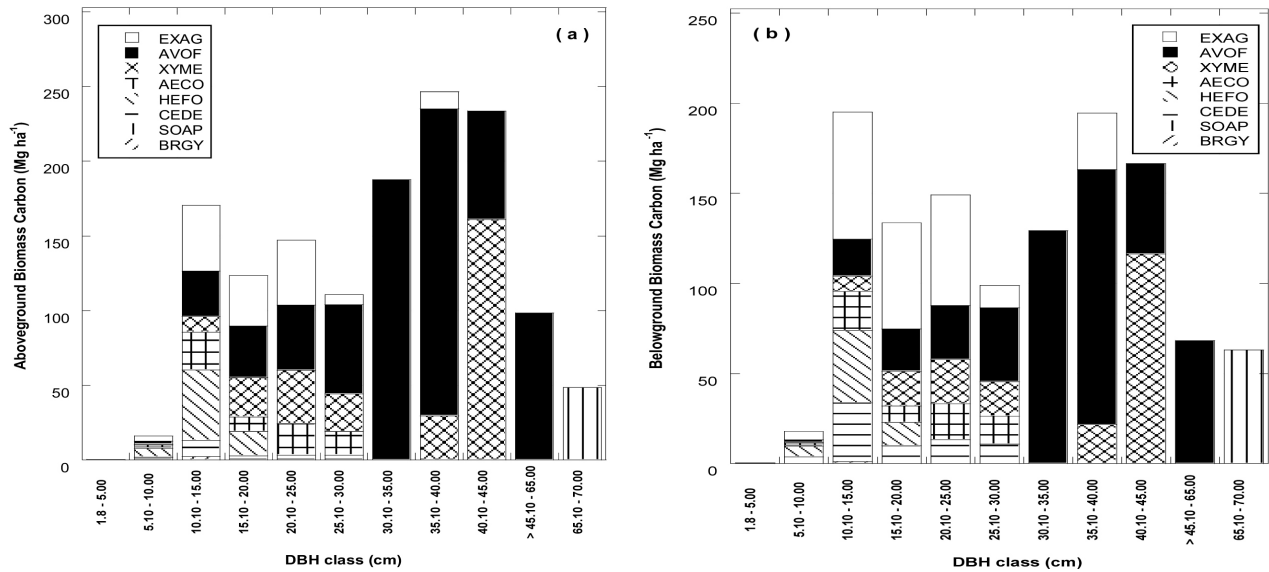 300
250
200
150
100
50
0
Aboveground Biomass Carbon (Mg ha⁻¹)
EXAG
AVOF
XYME
AECO
HEFO
CEDE
SOAP
BRGY
( a )
1.8 - 5.00
5.10 - 10.00
10.10 - 15.00
15.10 - 20.00
20.10 - 25.00
25.10 - 30.00
30.10 - 35.00
35.10 - 40.00
40.10 - 45.00
> 45.10 - 65.00
65.10 - 70.00
DBH class (cm)
250
200
150
100
50
0
Belowground Biomass Carbon (Mg ha⁻¹)
( b )
EXAG
AVOF
XYME
AECO
HEFO
CEDE
SOAP
BRGY
1.8 - 5.00
5.10 - 10.00
10.10 - 15.00
15.10 - 20.00
20.10 - 25.00
25.10 - 30.00
30.10 - 35.00
35.10 - 40.00
40.10 - 45.00
> 45.10 - 65.00
65.10 - 70.00
DBH class (cm)